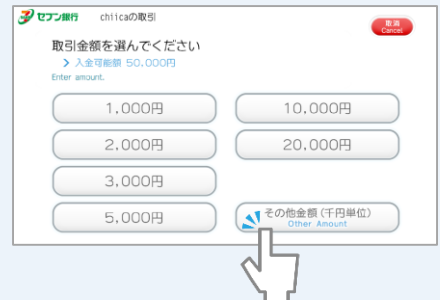 セブン銀行 chiicaの取引
取消
Cancel
取引金額を選んでください
> 入金可能額 50,000円
Enter amount.
1,000円
10,000円
2,000円
20,000円
3,000円
5,000円
その他金額(千円単位)
Other Amount